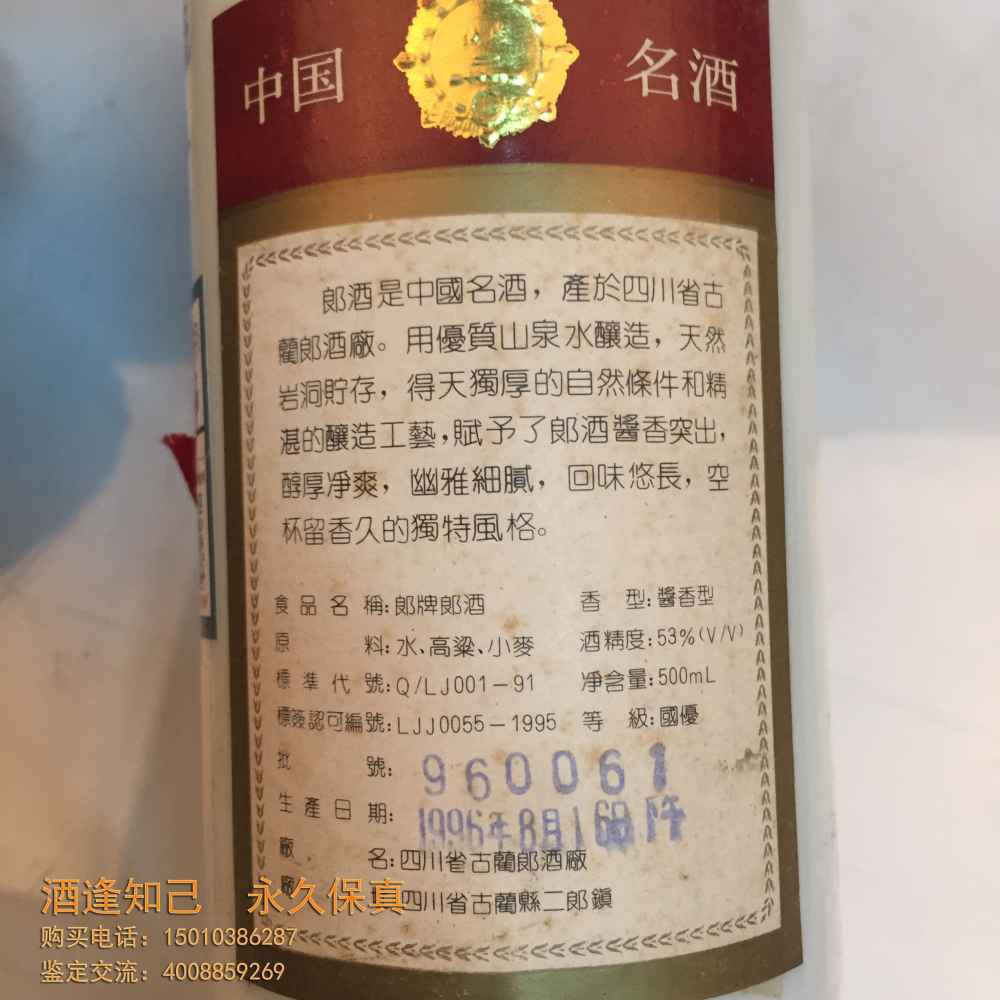 中国 名酒
郎酒是中國名酒，產於四川省古
藺郎酒廠。用優質山泉水釀造，天然
岩洞貯存，得天獨厚的自然條件和精
湛的釀造工藝，賦予了郎酒醬香突出，
醇厚净爽，幽雅細膩，回味悠長，空
杯留香久的獨特風格。
食品名稱：郎牌郎酒 香型：醬香型
原料：水、高粱、小麥 酒精度：53%(V/V)
標準代號：Q/LJ001－91 净含量：500mL
標簽認可編號：LJJ0055－1995 等級：國優
批號：960061
生產日期：1996年8月16日
廠名：四川省古藺郎酒廠
廠 四川省古藺縣二郎鎮
酒逢知己 永久保真
购买电话：15010386287
鉴定交流：4008859269